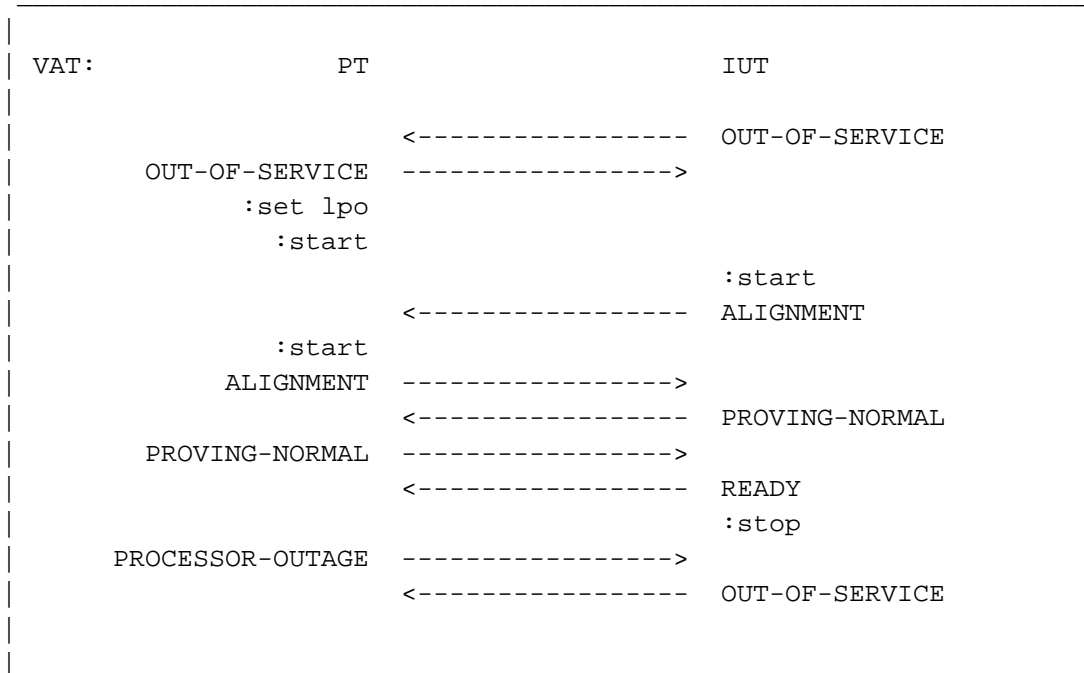 VAT: PT IUT
<----------------- OUT-OF-SERVICE
OUT-OF-SERVICE ----------------->
:set lpo
:start
:start
<----------------- ALIGNMENT
:start
ALIGNMENT ----------------->
<----------------- PROVING-NORMAL
PROVING-NORMAL ----------------->
<----------------- READY
:stop
PROCESSOR-OUTAGE ----------------->
<----------------- OUT-OF-SERVICE